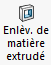 Enlèv. de
matière
extrudé